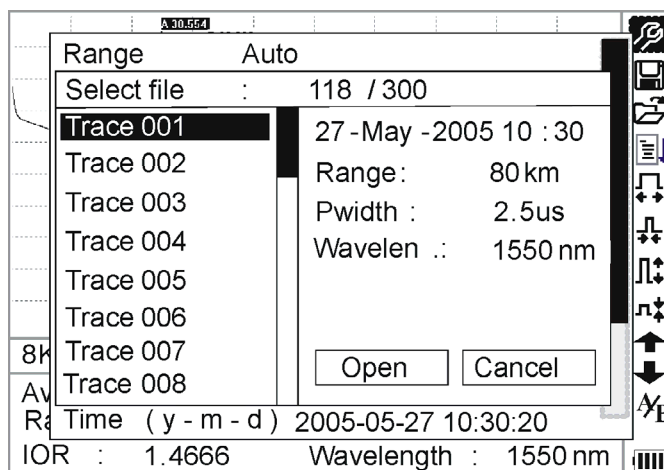 A 30.554
Range Auto
Select file : 118 / 300
Trace 001
Trace 002
Trace 003
Trace 004
Trace 005
Trace 006
Trace 007
Trace 008
27 -May -2005 10 : 30
Range: 80 km
Pwidth : 2.5us
Wavelen .: 1550 nm
Open Cancel
8K
Av
Ra
Time ( y - m - d ) 2005-05-27 10:30:20
IOR : 1.4666 Wavelength : 1550 nm